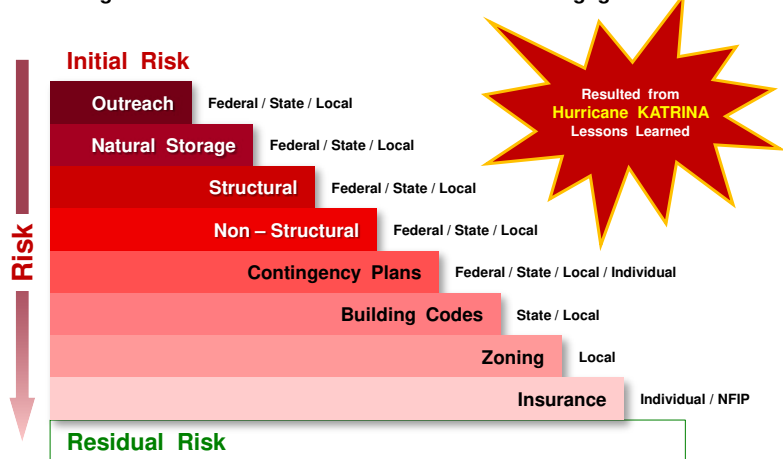 Initial Risk
Resulted from
Hurricane KATRINA
Lessons Learned
Outreach Federal / State / Local
Natural Storage Federal / State / Local
Structural Federal / State / Local
Non – Structural Federal / State / Local
Risk
Contingency Plans Federal / State / Local / Individual
Building Codes State / Local
Zoning Local
Insurance Individual / NFIP
Residual Risk